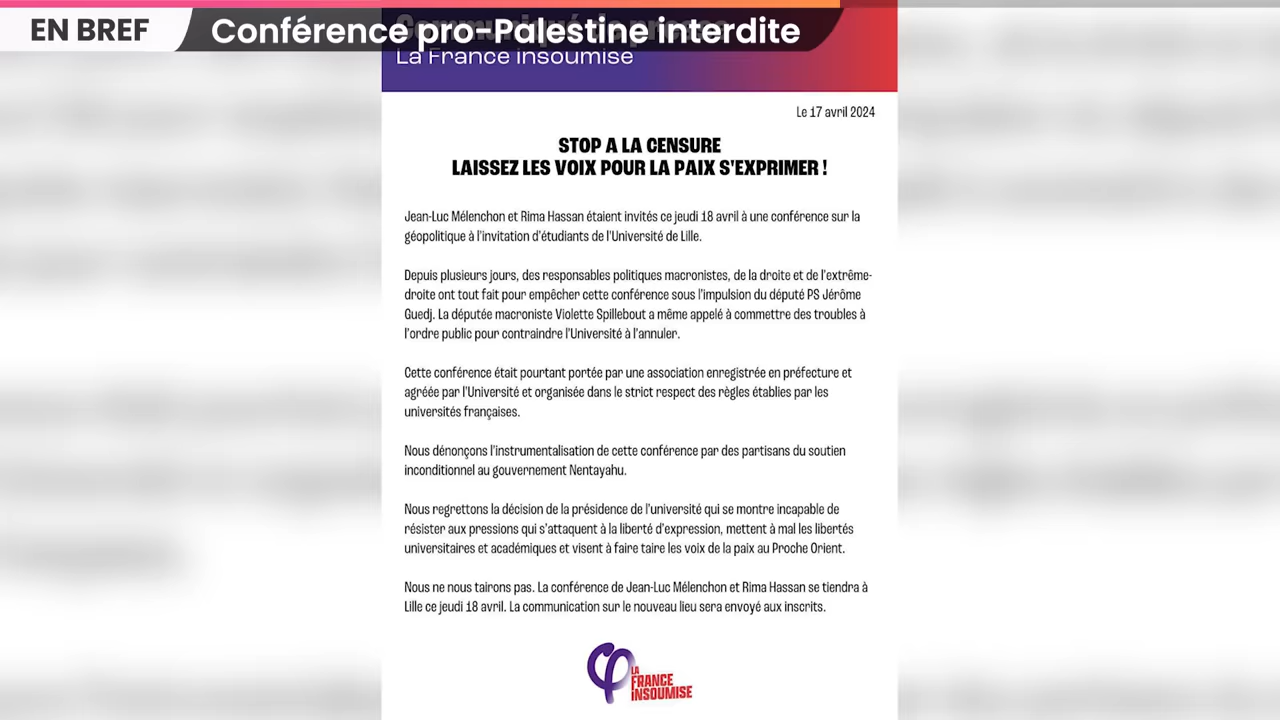 EN BREF
Conférence pro-Palestine interdite
La France insoumise
Le 17 avril 2024
STOP A LA CENSURE
LAISSEZ LES VOIX POUR LA PAIX S'EXPRIMER !
Jean-Luc Mélenchon et Rima Hassan étaient invités ce jeudi 18 avril à une conférence sur la
géopolitique à l'invitation d'étudiants de l'Université de Lille.
Depuis plusieurs jours, des responsables politiques macronistes, de la droite et de l'extrême-
droite ont tout fait pour empêcher cette conférence sous l'impulsion du député PS Jérôme
Guedj. La députée macroniste Violette Spillebout a même appelé à commettre des troubles à
l'ordre public pour contraindre l'Université à l'annuler.
Cette conférence était pourtant portée par une association enregistrée en préfecture et
agréée par l'Université et organisée dans le strict respect des règles établies par les
universités françaises.
Nous dénonçons l'instrumentalisation de cette conférence par des partisans du soutien
inconditionnel au gouvernement Nentayahu.
Nous regrettons la décision de la présidence de l'université qui se montre incapable de
résister aux pressions qui s'attaquent à la liberté d'expression, mettent à mal les libertés
universitaires et académiques et visent à faire taire les voix de la paix au Proche Orient.
Nous ne nous tairons pas. La conférence de Jean-Luc Mélenchon et Rima Hassan se tiendra à
Lille ce jeudi 18 avril. La communication sur le nouveau lieu sera envoyé aux inscrits.
LA
FRANCE
INSOUMISE